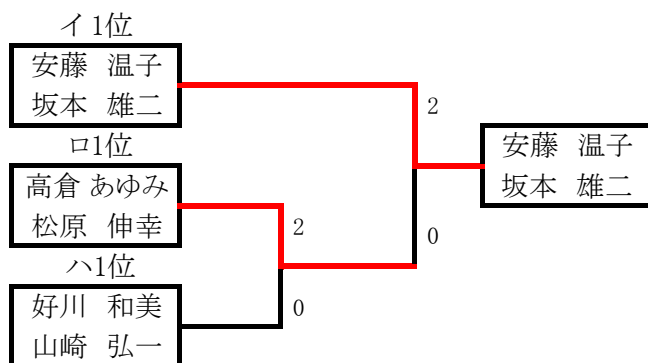 イ 1位
安藤 温子
坂本 雄二
2
安藤 温子
坂本 雄二
ロ1位
高倉 あゆみ
松原 伸幸
2
0
ハ1位
好川 和美
山崎 弘一
0